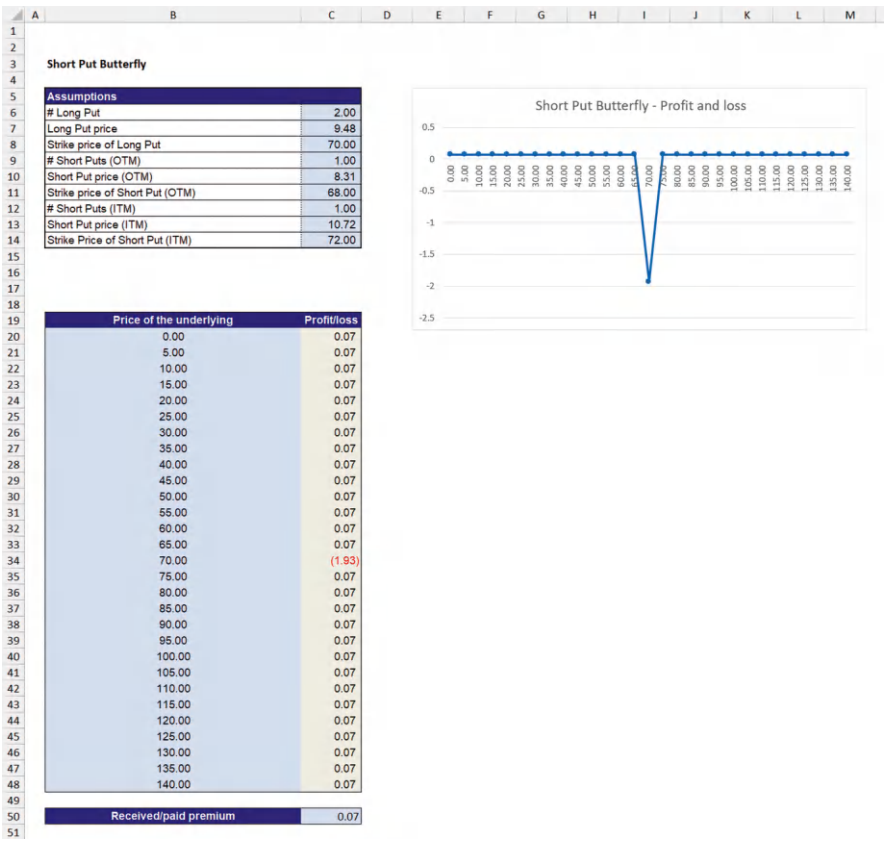 A B C D E F G H I J K L M
1
2
3 Short Put Butterfly
4
5 Assumptions
6 # Long Put 2.00
7 Long Put price 9.48
8 Strike price of Long Put 70.00
9 # Short Puts (OTM) 1.00
10 Short Put price (OTM) 8.31
11 Strike price of Short Put (OTM) 68.00
12 # Short Puts (ITM) 1.00
13 Short Put price (ITM) 10.72
14 Strike Price of Short Put (ITM) 72.00
15
16
17
18
19 Price of the underlying Profit/loss
20 0.00 0.07
21 5.00 0.07
22 10.00 0.07
23 15.00 0.07
24 20.00 0.07
25 25.00 0.07
26 30.00 0.07
27 35.00 0.07
28 40.00 0.07
29 45.00 0.07
30 50.00 0.07
31 55.00 0.07
32 60.00 0.07
33 65.00 0.07
34 70.00 (1.93)
35 75.00 0.07
36 80.00 0.07
37 85.00 0.07
38 90.00 0.07
39 95.00 0.07
40 100.00 0.07
41 105.00 0.07
42 110.00 0.07
43 115.00 0.07
44 120.00 0.07
45 125.00 0.07
46 130.00 0.07
47 135.00 0.07
48 140.00 0.07
49
50 Received/paid premium 0.07
51
Short Put Butterfly - Profit and loss
0.5
0
-0.5
-1
-1.5
-2
-2.5
0.00 5.00 10.00 15.00 20.00 25.00 30.00 35.00 40.00 45.00 50.00 55.00 60.00 65.00 70.00 75.00 80.00 85.00 90.00 95.00 100.00 105.00 110.00 115.00 120.00 125.00 130.00 135.00 140.00